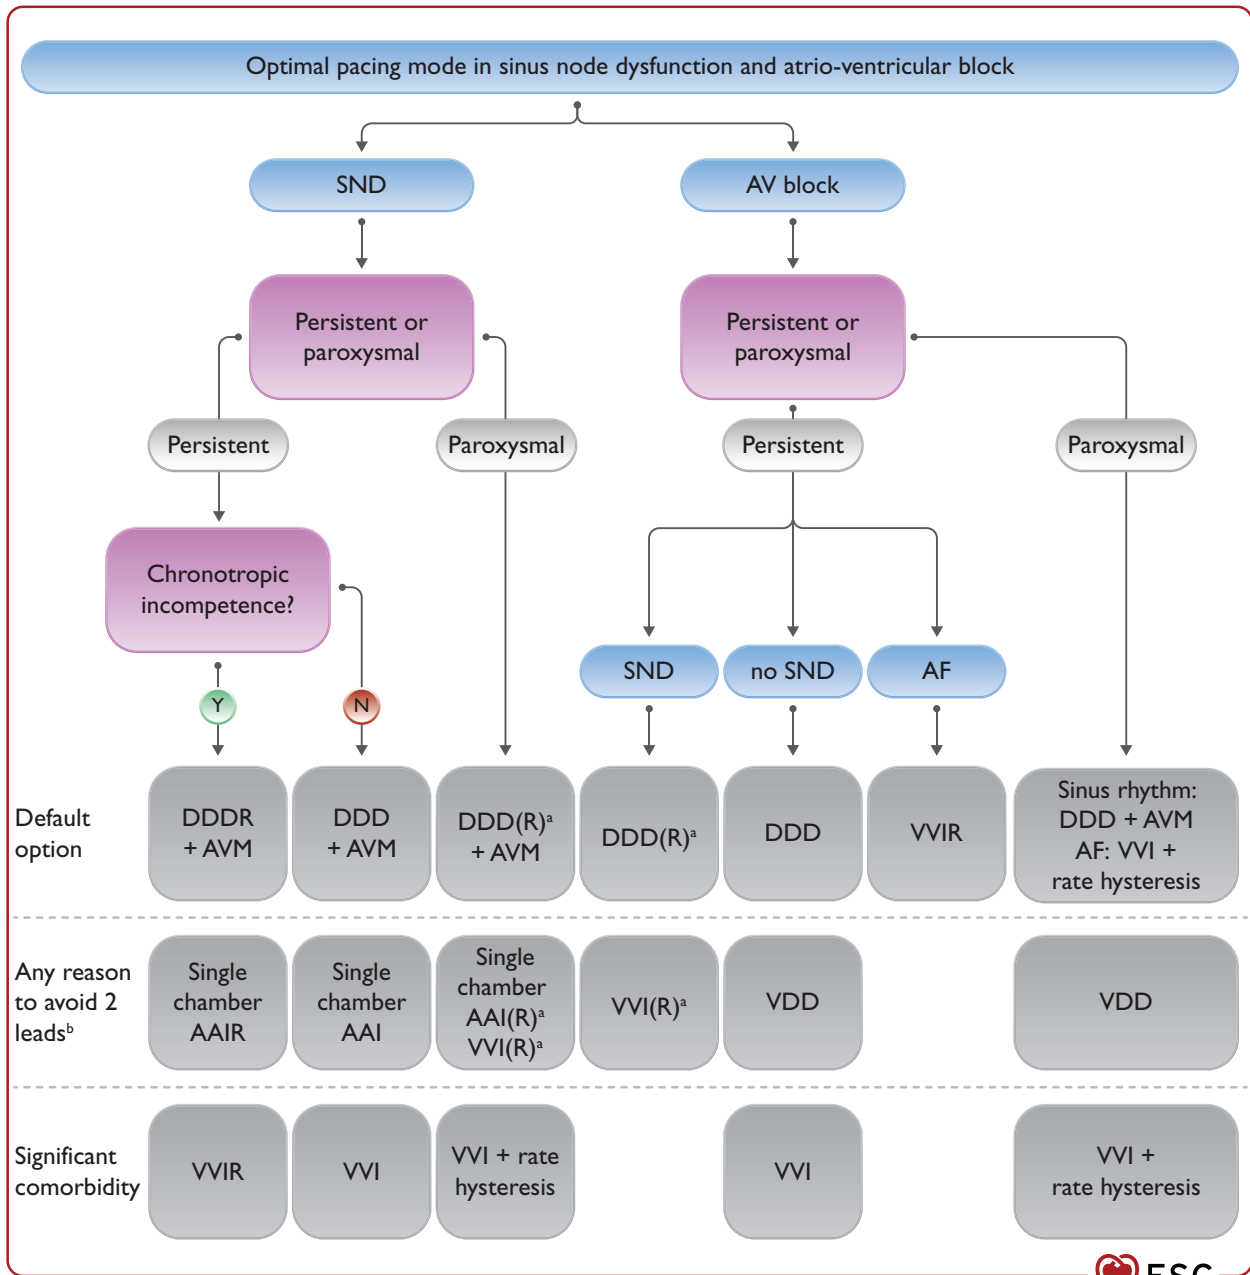 Optimal pacing mode in sinus node dysfunction and atrio-ventricular block
SND
AV block
Persistent or
paroxysmal
Persistent or
paroxysmal
Persistent
Paroxysmal
Persistent
Paroxysmal
Chronotropic
incompetence?
SND
no SND
AF
Y
N
Default
option
DDDR
+ AVM
DDD
+ AVM
DDD(R)ᵃ
+ AVM
DDD(R)ᵃ
DDD
VVIR
Sinus rhythm:
DDD + AVM
AF: VVI +
rate hysteresis
Any reason
to avoid 2
leadsᵇ
Single
chamber
AAIR
Single
chamber
AAI
Single
chamber
AAI(R)ᵃ
VVI(R)ᵃ
VVI(R)ᵃ
VDD
VDD
Significant
comorbidity
VVIR
VVI
VVI + rate
hysteresis
VVI
VVI +
rate hysteresis
ESC